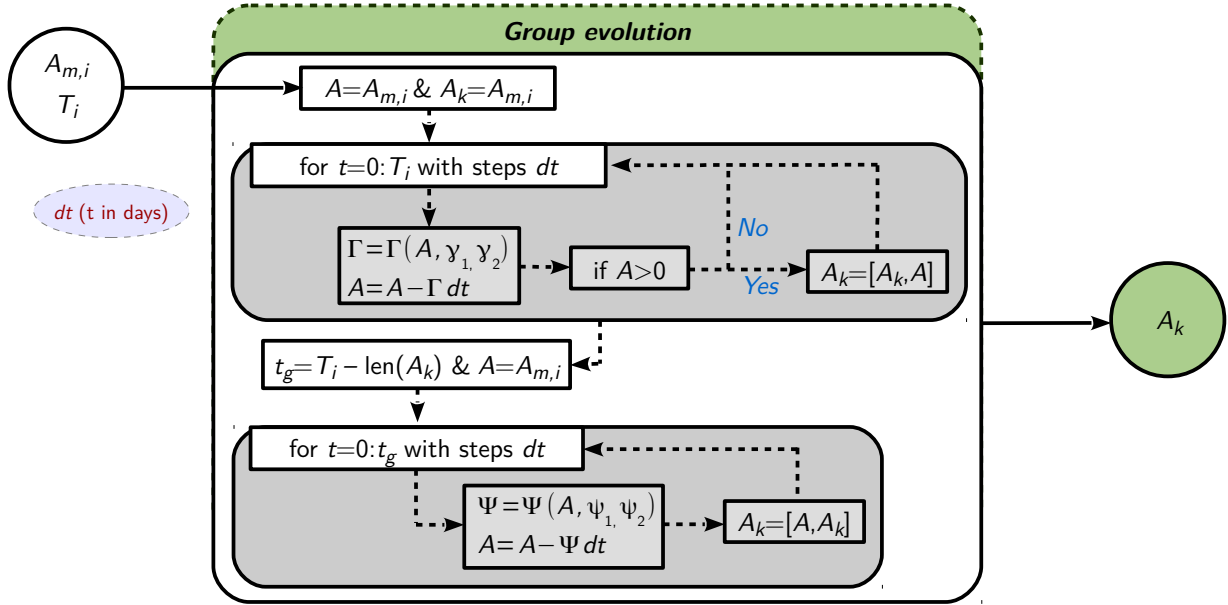 Group evolution
A_{m,i}
T_i
A=A_{m,i} & A_k=A_{m,i}
for t=0:T_i with steps dt
dt (t in days)
Γ=Γ(A, γ_1, γ_2)
A=A−Γ dt
if A>0
No
Yes
A_k=[A_k,A]
A_k
t_g=T_i−len(A_k) & A=A_{m,i}
for t=0:t_g with steps dt
Ψ=Ψ(A, ψ_1, ψ_2)
A=A−Ψ dt
A_k=[A,A_k]